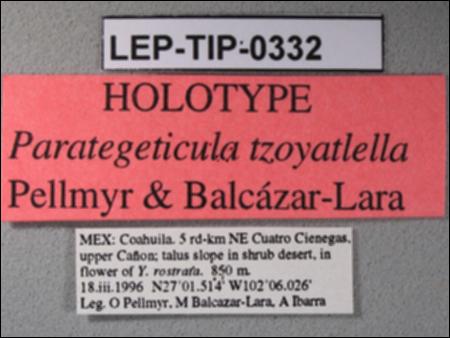 LEP-TIP-0332
HOLOTYPE
Parategeticula tzoyatlella
Pellmyr & Balcázar-Lara
MEX: Coahuila. 5 rd-km NE Cuatro Cienegas,
upper Cañon; talus slope in shrub desert, in
flower of Y. rostrata. 850 m.
18.iii.1996 N27°01.514' W102°06.026'
Leg. O Pellmyr, M Balcazar-Lara, A Ibarra